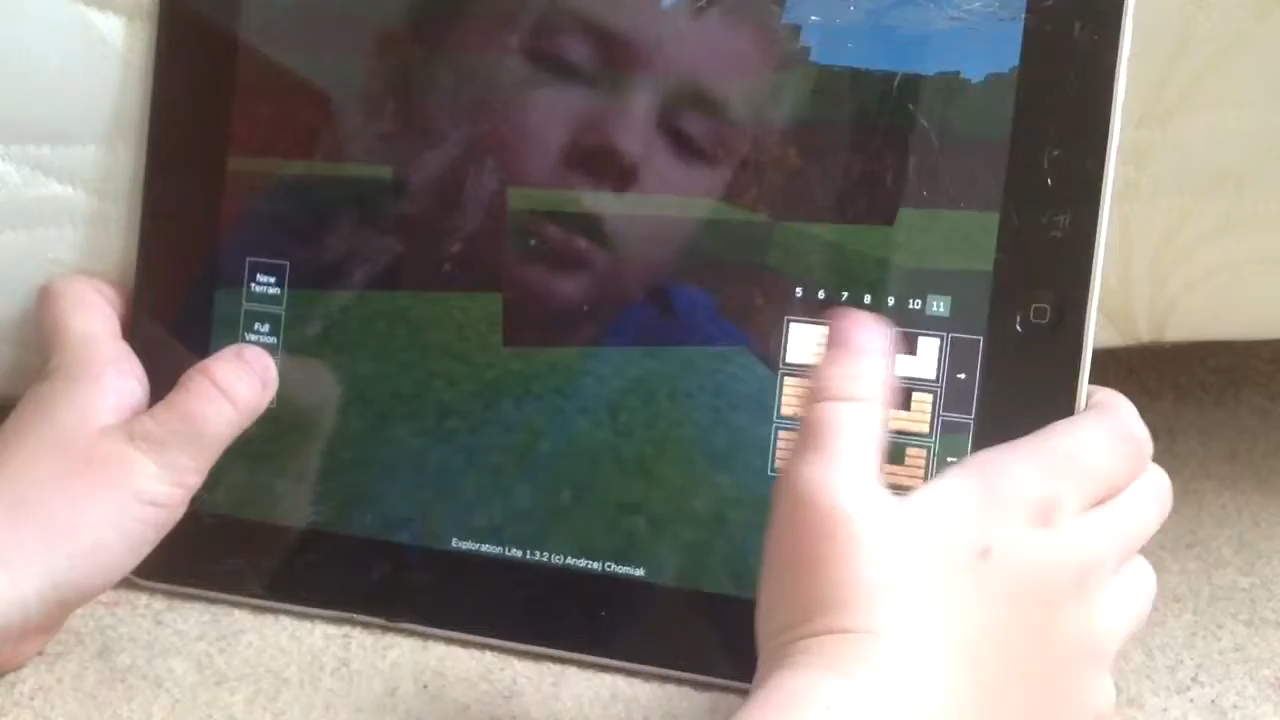 New
Terrain
Full
Version
5 6 7 8 9 10 11
Exploration Lite 1.3.2 (c) Andrzej Chomiak